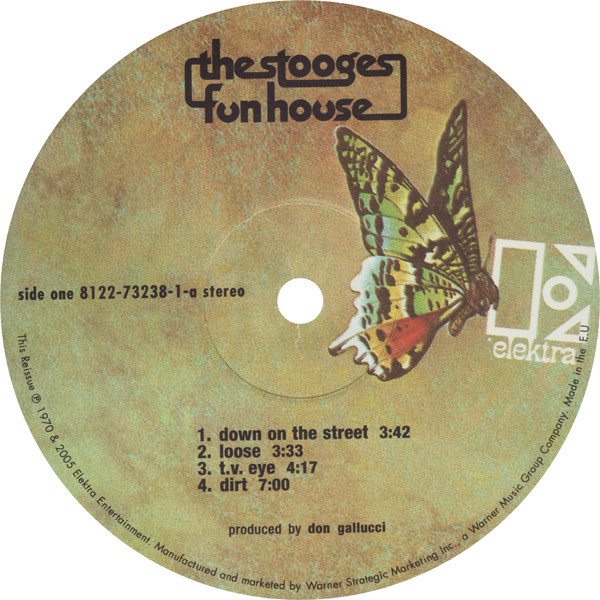 the stooges
fun house
side one 8122-73238-1-a stereo
elektra
1. down on the street 3:42
2. loose 3:33
3. t.v. eye 4:17
4. dirt 7:00
produced by don gallucci
This Reissue ℗ 1970 & 2005 Elektra Entertainment. Manufactured and marketed by Warner Strategic Marketing Inc., a Warner Music Group Company. Made in the E.U